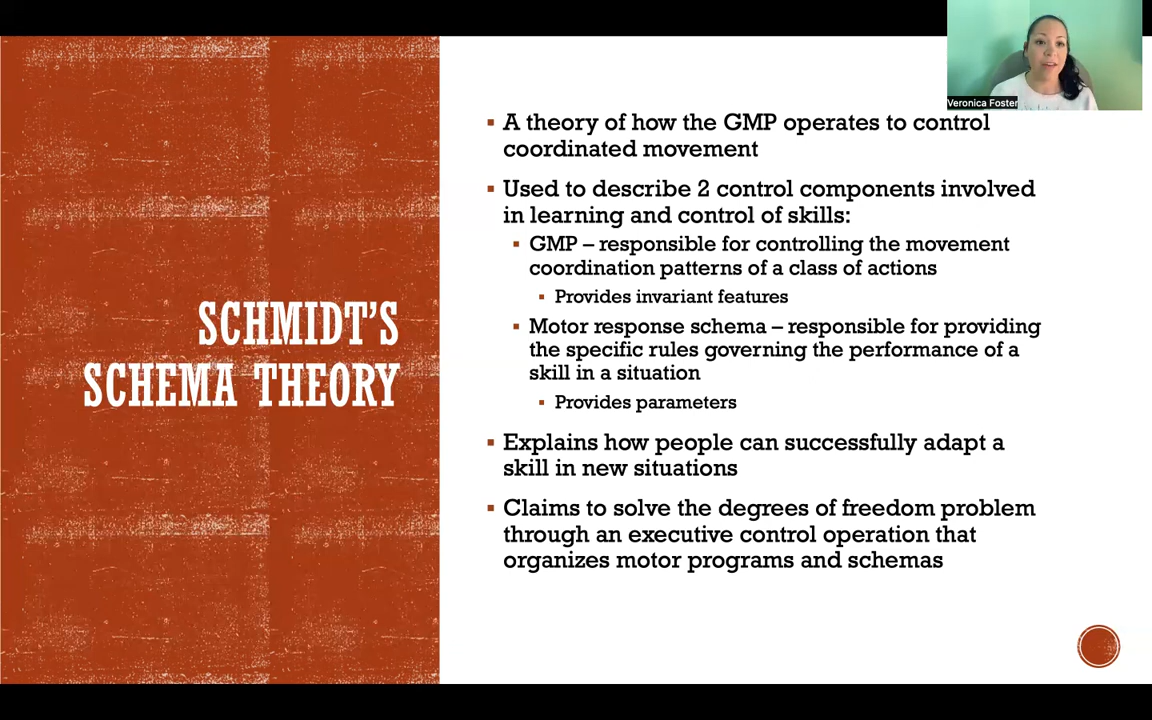 Veronica Foster
SCHMIDT'S
SCHEMA THEORY
▪ A theory of how the GMP operates to control
coordinated movement
▪ Used to describe 2 control components involved
in learning and control of skills:
▪ GMP – responsible for controlling the movement
coordination patterns of a class of actions
▪ Provides invariant features
▪ Motor response schema – responsible for providing
the specific rules governing the performance of a
skill in a situation
▪ Provides parameters
▪ Explains how people can successfully adapt a
skill in new situations
▪ Claims to solve the degrees of freedom problem
through an executive control operation that
organizes motor programs and schemas